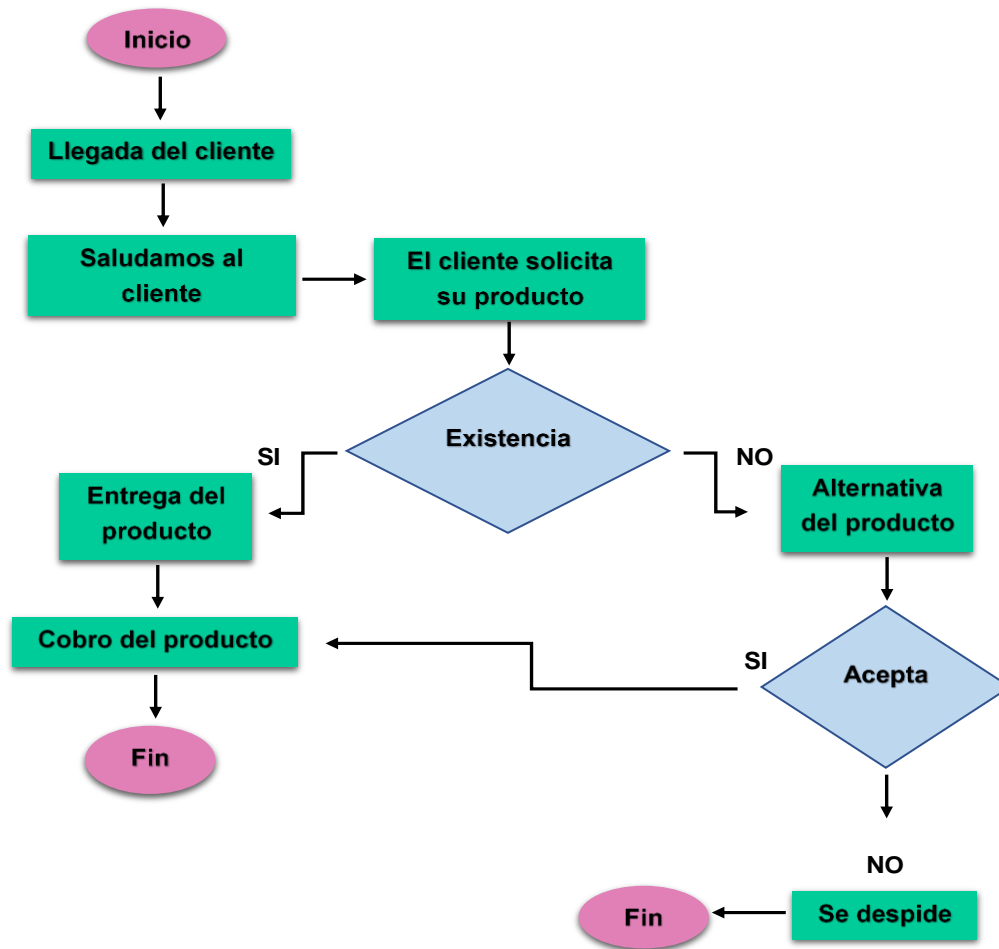 Inicio
Llegada del cliente
Saludamos al
cliente
El cliente solicita
su producto
Existencia
SI
NO
Entrega del
producto
Alternativa
del producto
Cobro del producto
SI
Acepta
Fin
NO
Se despide
Fin